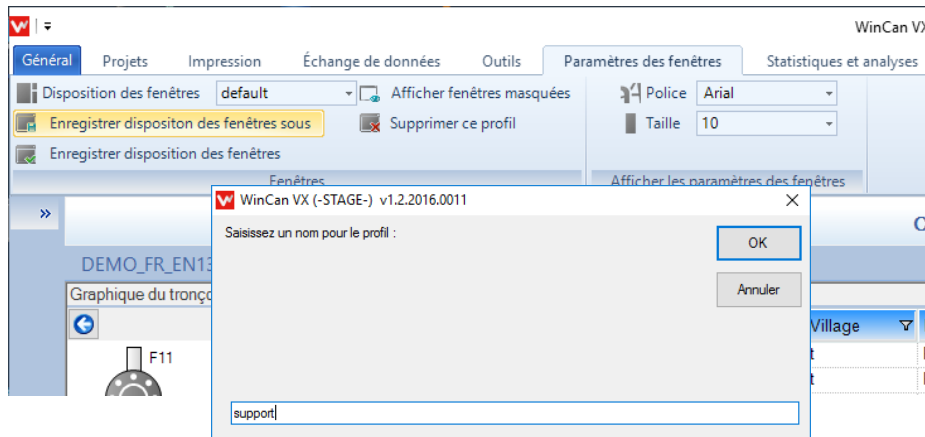 WinCan VX
Général Projets Impression Échange de données Outils Paramètres des fenêtres Statistiques et analyses
Disposition des fenêtres default Afficher fenêtres masquées Police Arial
Enregistrer dispositon des fenêtres sous Supprimer ce profil Taille 10
Enregistrer disposition des fenêtres
Fenêtres Afficher les paramètres des fenêtres
WinCan VX (-STAGE-) v1.2.2016.0011
»
Saisissez un nom pour le profil :
OK
C
DEMO_FR_EN13
Annuler
Graphique du tronço
Village
F11
t
t
support